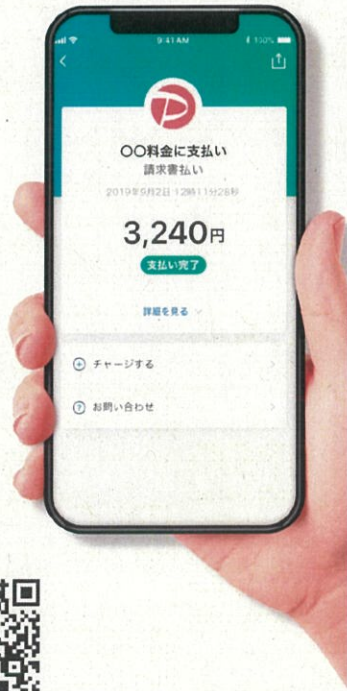 9:41 AM
100%
〇〇料金に支払い
請求書払い
2019年9月2日 12時11分28秒
3,240円
支払い完了
詳細を見る
チャージする
お問い合わせ